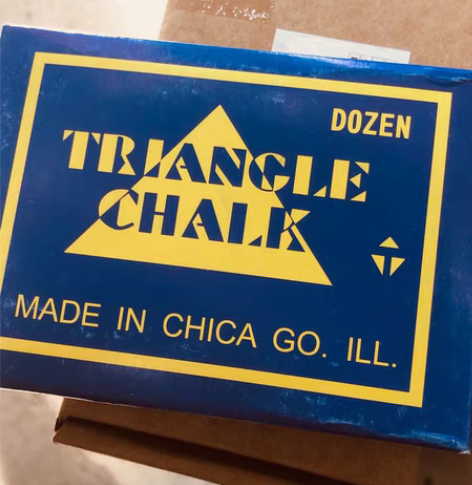 DOZEN
TRIANGLE
CHALK
MADE IN CHICA GO. ILL.